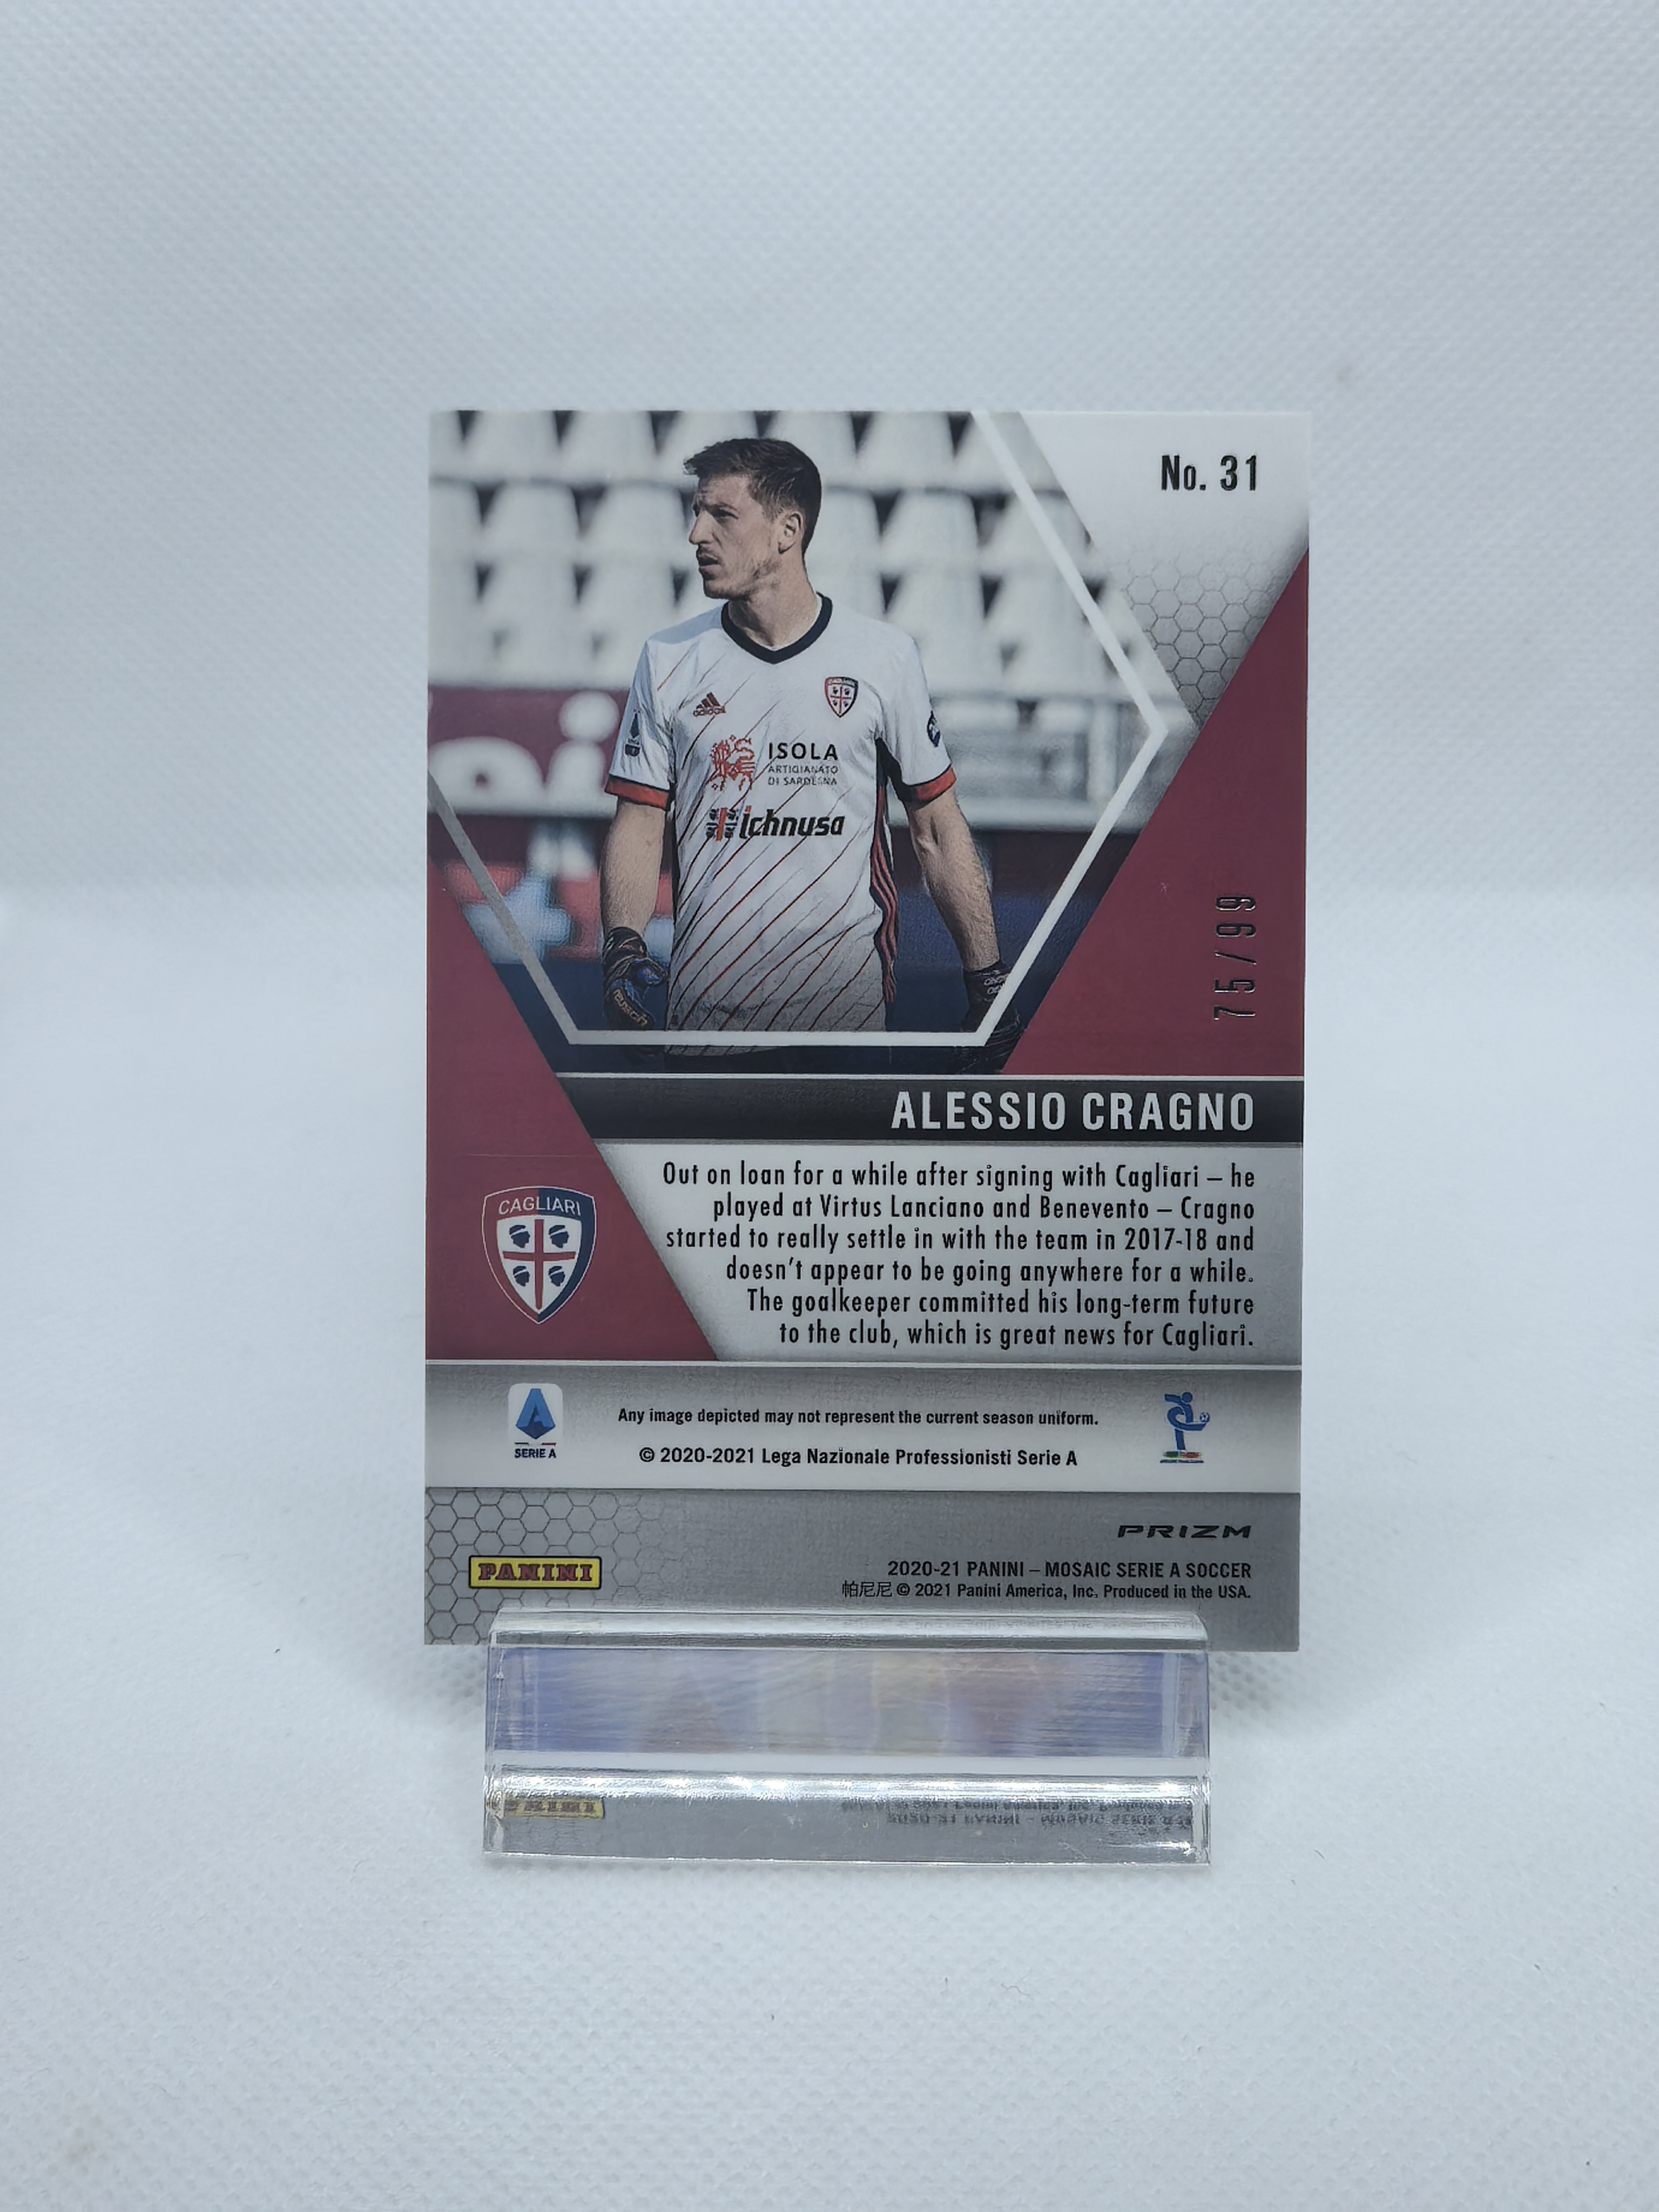 No. 31
CAGLIARI
adidas
ISOLA
ARTIGIANATO
DI SARDEGNA
ichnusa
reusch
75/99
ALESSIO CRAGNO
Out on loan for a while after signing with Cagliari – he
played at Virtus Lanciano and Benevento – Cragno
started to really settle in with the team in 2017-18 and
doesn't appear to be going anywhere for a while.
The goalkeeper committed his long-term future
to the club, which is great news for Cagliari.
CAGLIARI
SERIE A
Any image depicted may not represent the current season uniform.
© 2020-2021 Lega Nazionale Professionisti Serie A
PRIZM
PANINI
2020-21 PANINI – MOSAIC SERIE A SOCCER
帕尼尼 © 2021 Panini America, Inc. Produced in the USA.